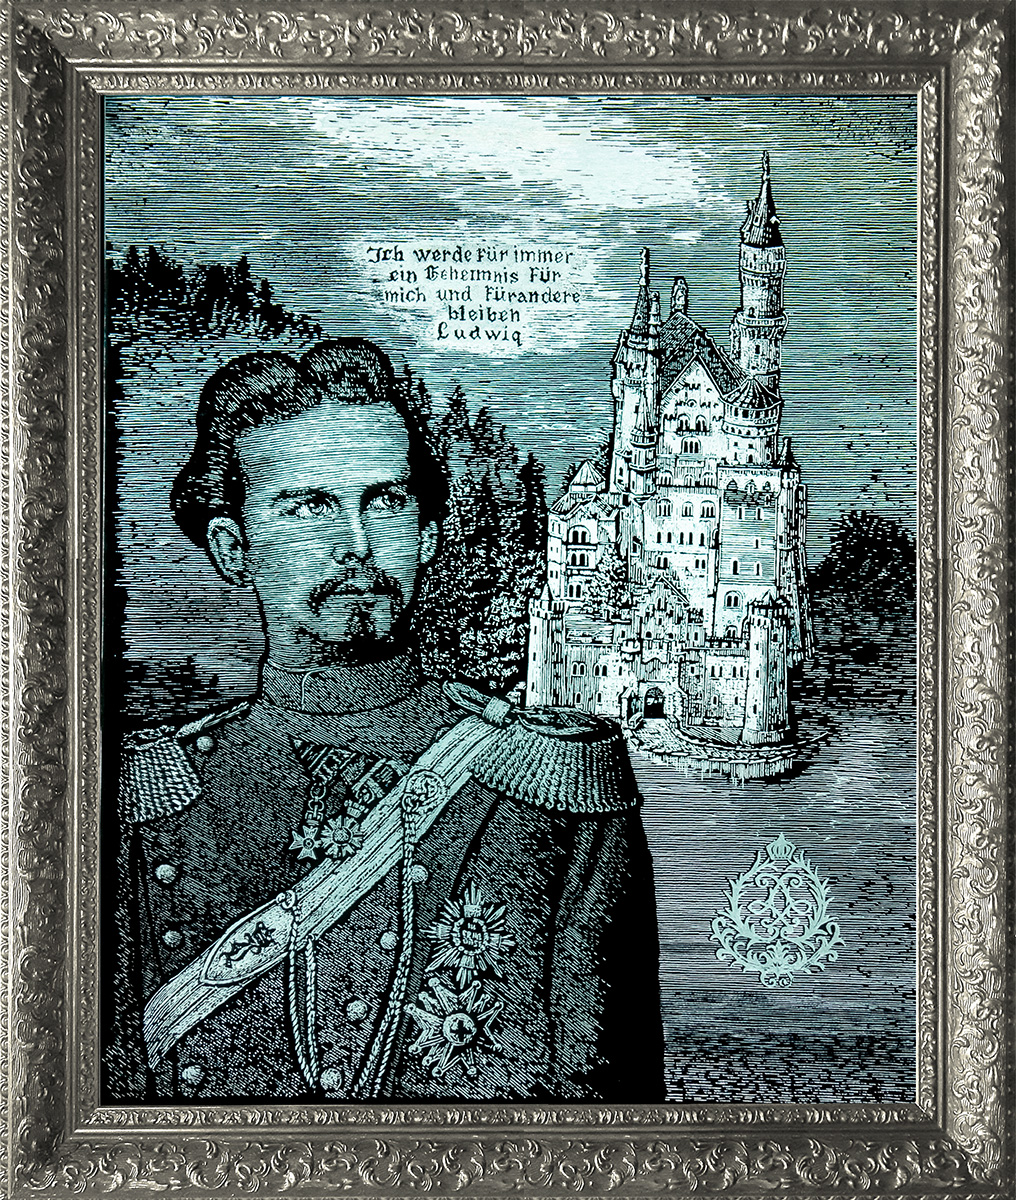 Ich werde für immer
ein Geheimnis für
mich und für andere
bleiben
Ludwig